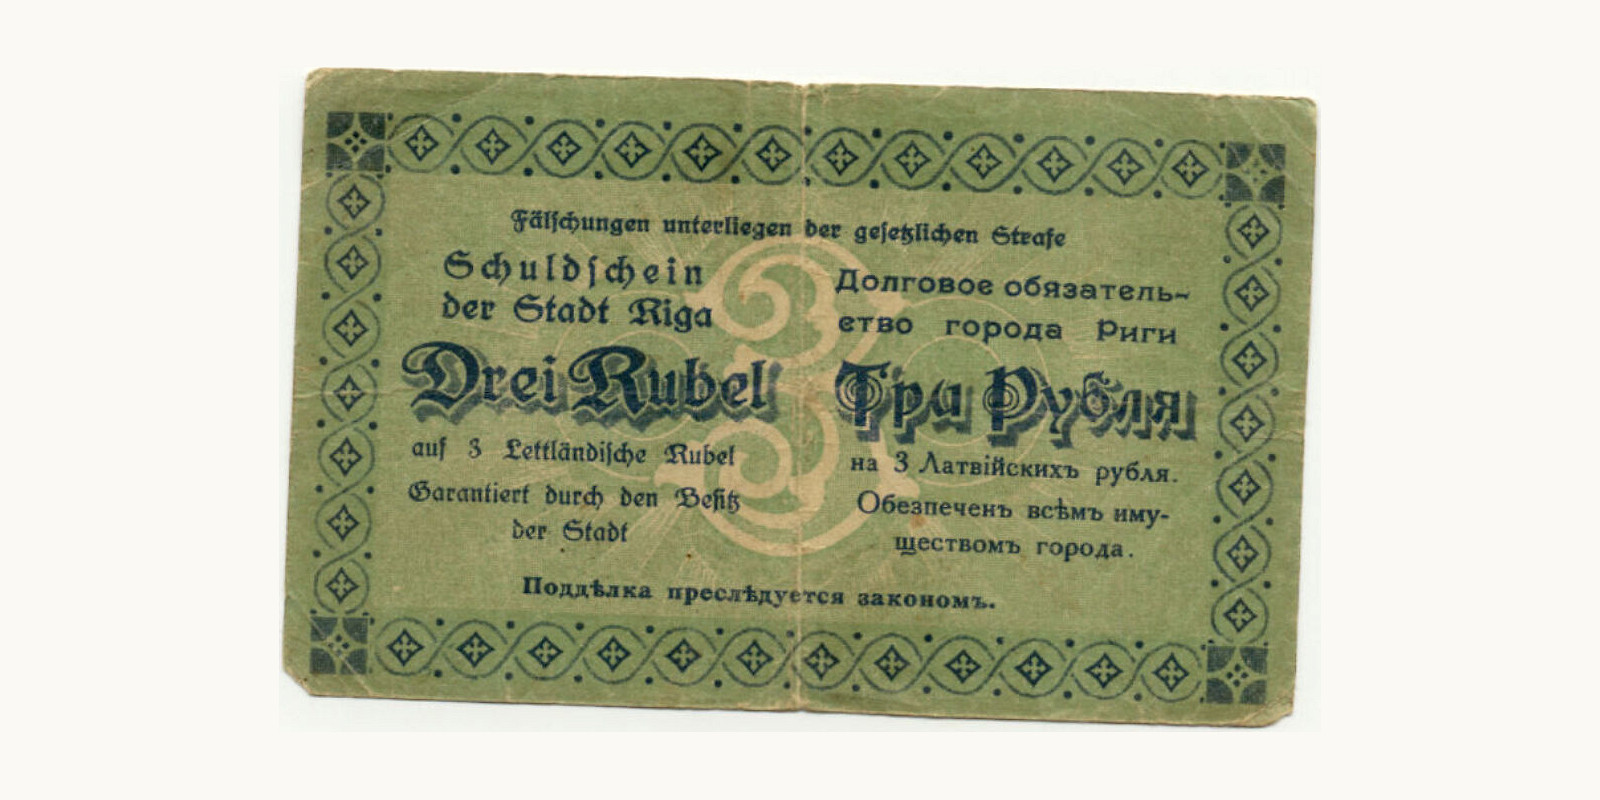 Fälschungen unterliegen der gesetzlichen Strafe
Schuldschein
der Stadt Riga
Drei Rubel
auf 3 Lettländische Rubel
Garantiert durch den Besitz
der Stadt
Долговое обязатель-
ство города Риги
Три Рубля
на 3 Латвійскихъ рубля.
Обезпеченъ всѣмъ иму-
ществомъ города.
Поддѣлка преслѣдуется закономъ.
3